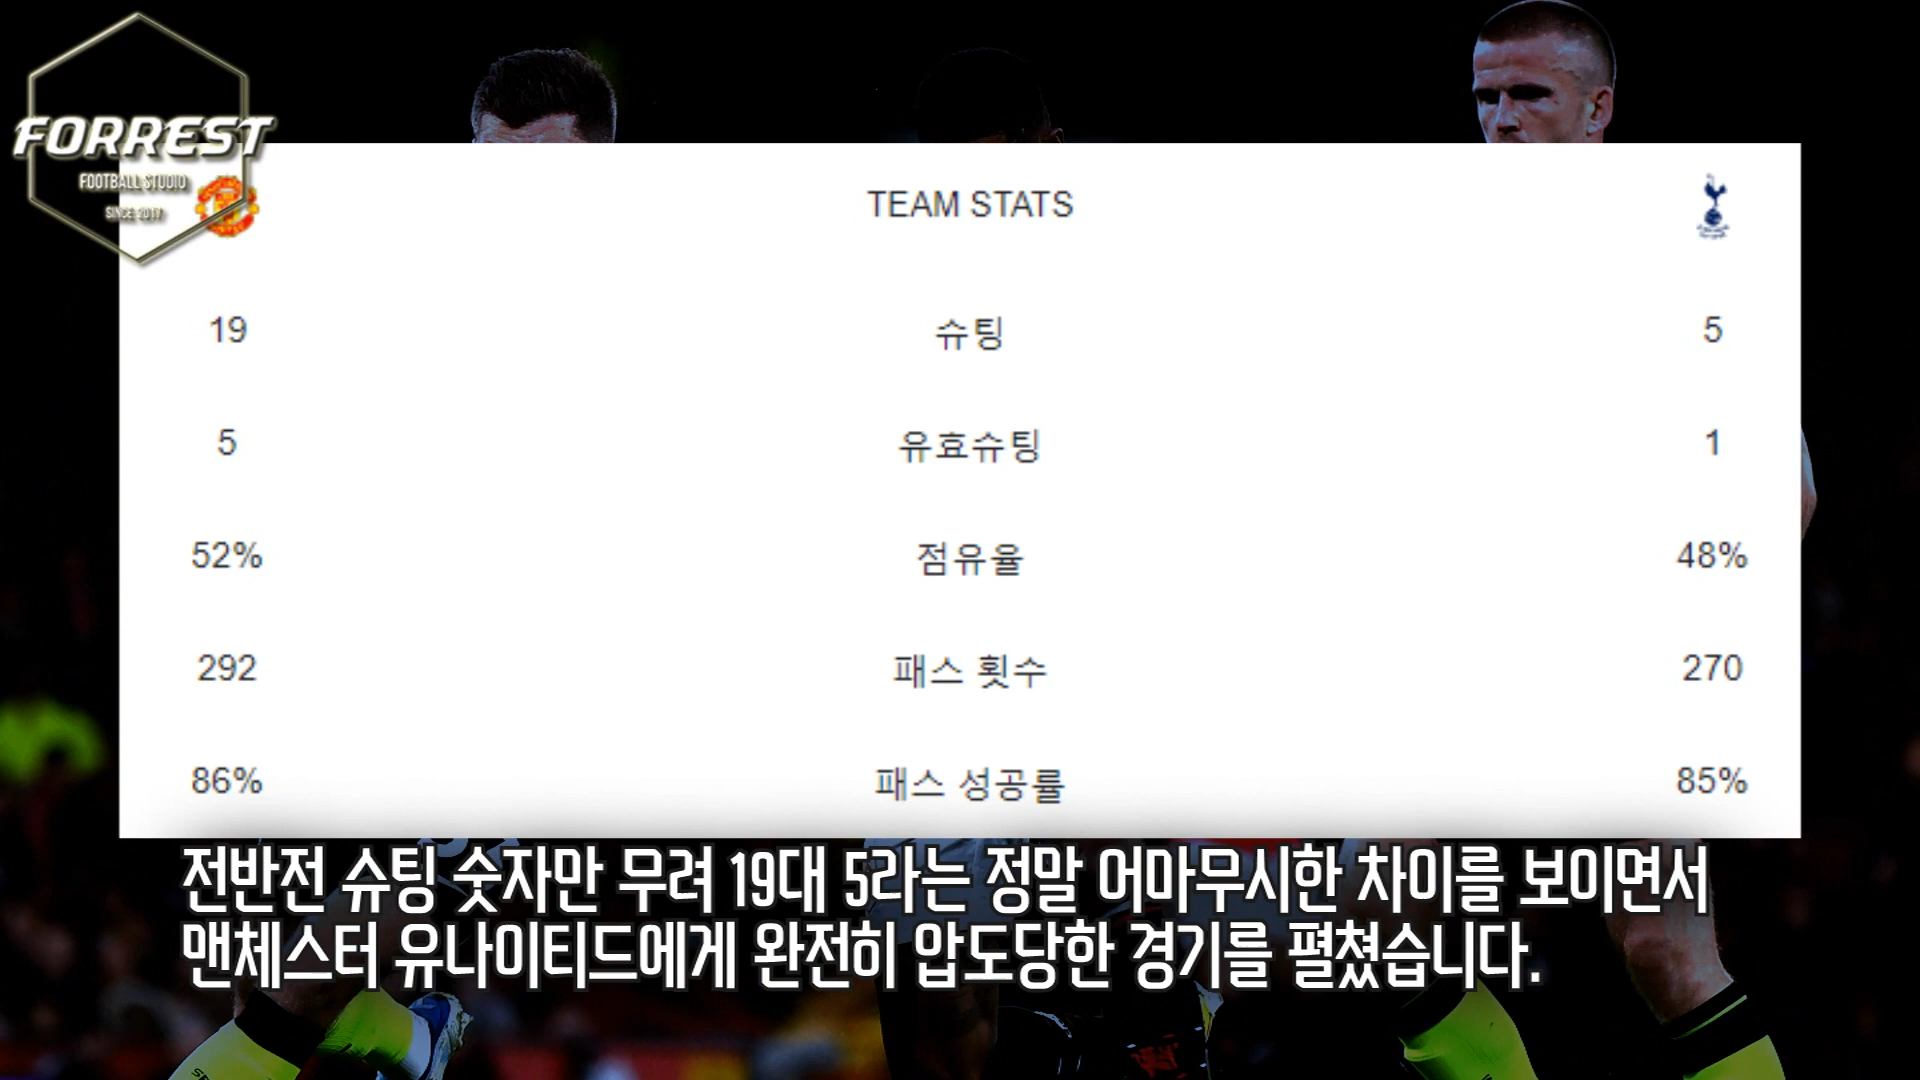 FORREST
FOOTBALL STUDIO
SINCE 2017
TEAM STATS
19 슈팅 5
5 유효슈팅 1
52% 점유율 48%
292 패스 횟수 270
86% 패스 성공률 85%
전반전 슈팅 숫자만 무려 19대 5라는 정말 어마무시한 차이를 보이면서
맨체스터 유나이티드에게 완전히 압도당한 경기를 펼쳤습니다.